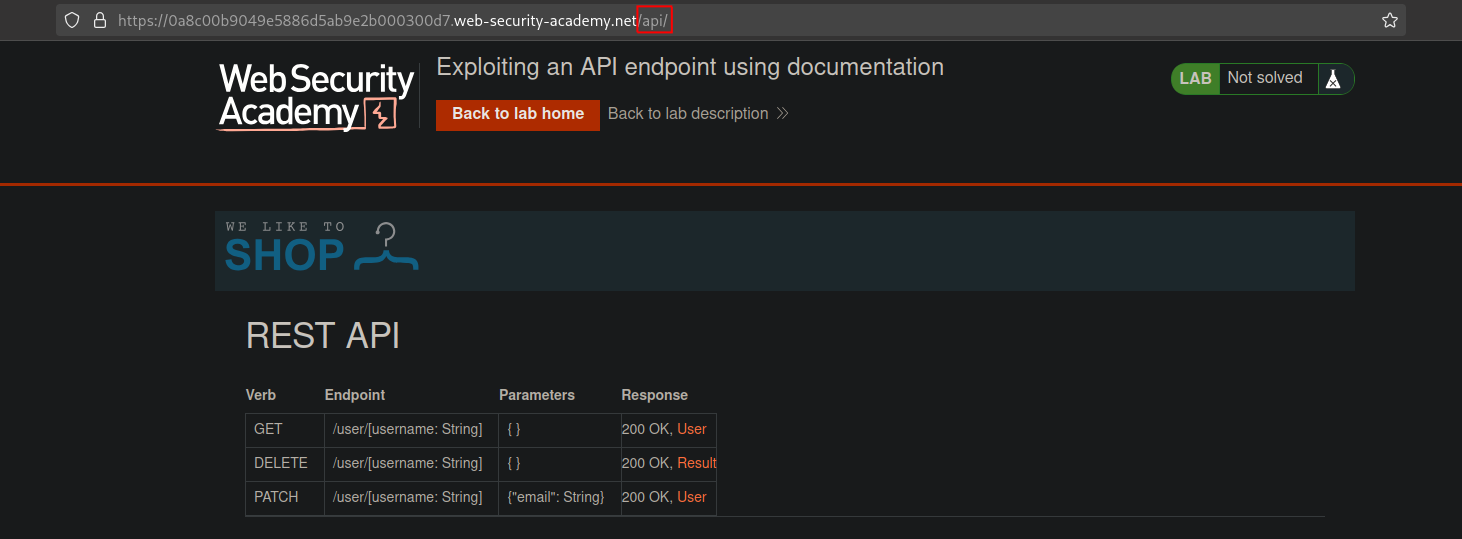 https://0a8c00b9049e5886d5ab9e2b000300d7.web-security-academy.net/api/
WebSecurity
Academy
Exploiting an API endpoint using documentation
Back to lab home
Back to lab description
LAB
Not solved
WE LIKE TO
SHOP
REST API
Verb Endpoint Parameters Response
GET /user/[username: String] { } 200 OK, User
DELETE /user/[username: String] { } 200 OK, Result
PATCH /user/[username: String] {"email": String} 200 OK, User